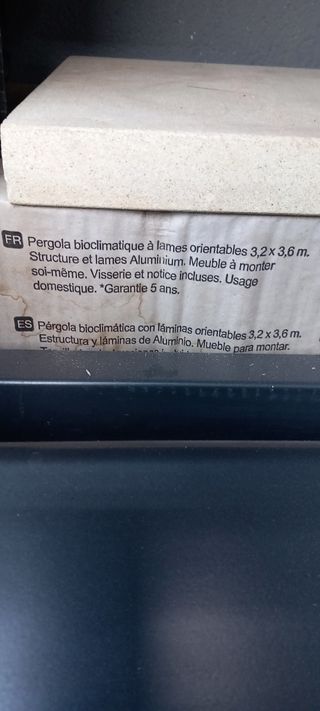 FR Pergola bioclimatique à lames orientables 3,2 x 3,6 m.
Structure et lames Aluminium. Meuble à monter
soi-même. Visserie et notice incluses. Usage
domestique. *Garantie 5 ans.
ES Pérgola bioclimática con láminas orientables 3,2 x 3,6 m.
Estructura y láminas de Aluminio. Mueble para montar.